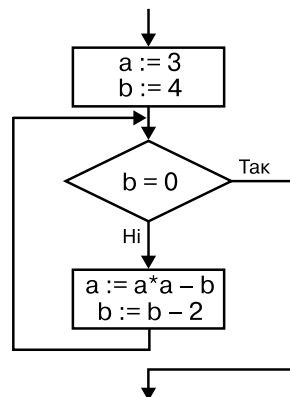 a := 3
b := 4
b = 0
Так
Ні
a := a*a – b
b := b – 2